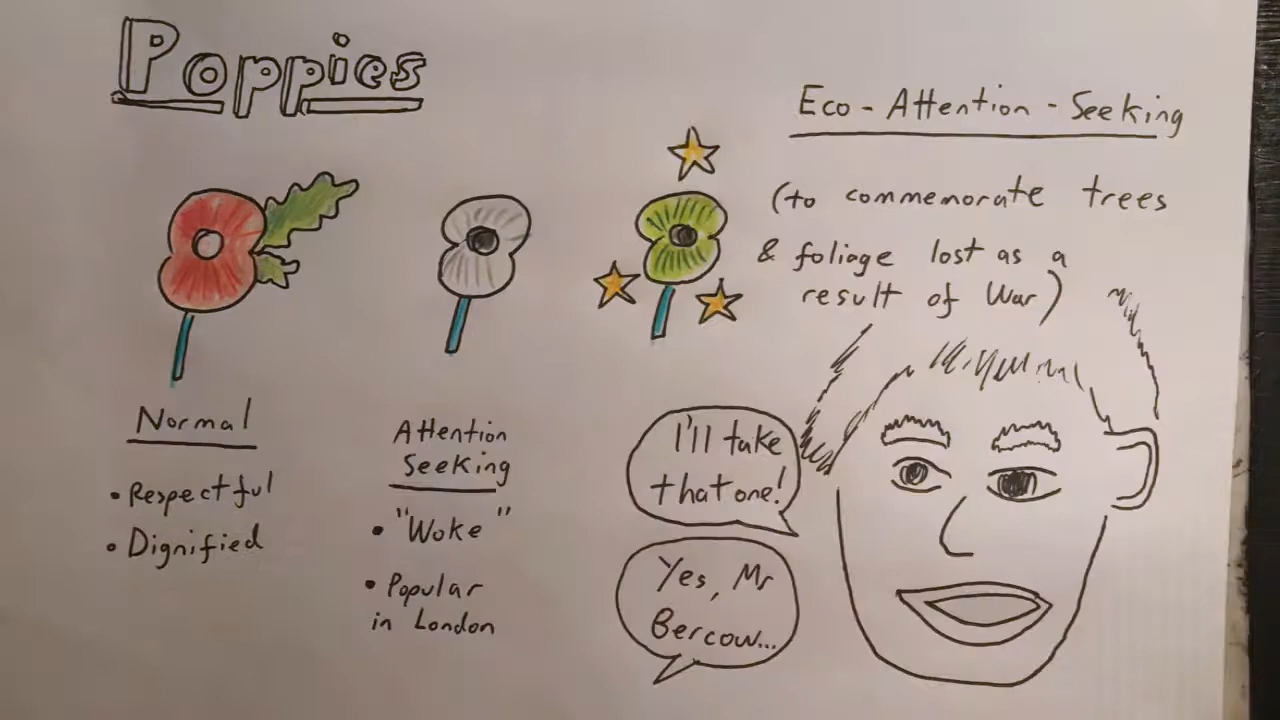 Poppies
Normal
• Respectful
• Dignified
Attention
Seeking
• "Woke"
• Popular
in London
Eco-Attention-Seeking
(to commemorate trees
& foliage lost as a
result of War)
I'll take
that one!
Yes, Mr
Bercow...